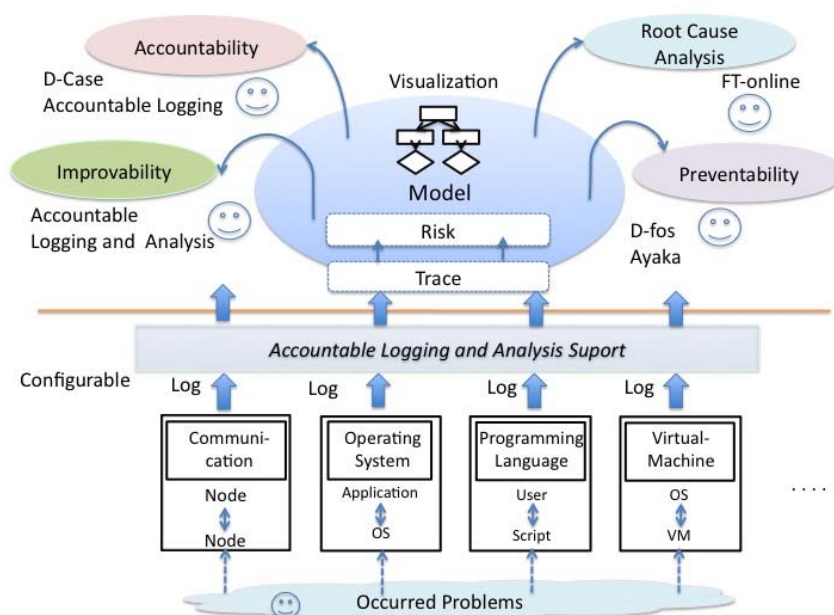 Accountability
Root Cause
Analysis
D-Case
Accountable Logging
Visualization
FT-online
Improvability
Model
Preventability
Accountable
Logging and Analysis
Risk
D-fos
Ayaka
Trace
Accountable Logging and Analysis Suport
Configurable
Log
Log
Log
Log
Communi-
cation
Operating
System
Programming
Language
Virtual-
Machine
Node
Application
User
OS
. . . .
Node
OS
Script
VM
Occurred Problems